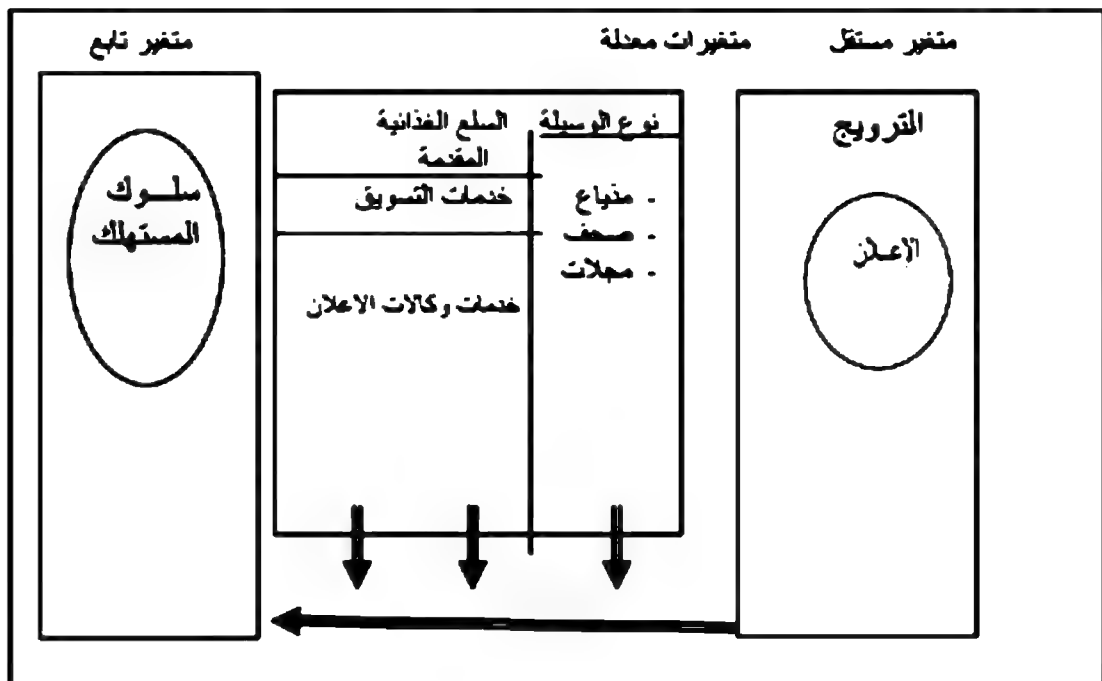 متغير مستقل
متغيرات معدلة
متغير تابع
الترويج
الإعلان
نوع الوسيلة
. مذياع
. صحف
. مجلات
السلع الغذائية
المقدمة
خدمات التسويق
خدمات وكالات الاعلان
سلوك
المستهلك